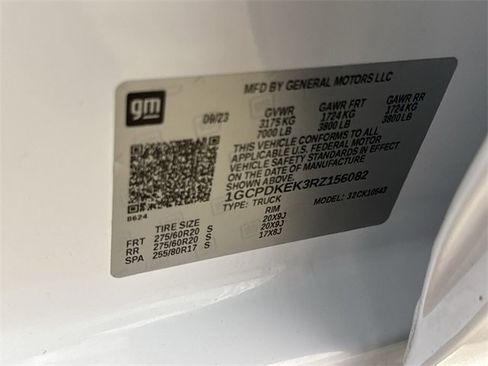 MFD BY GENERAL MOTORS LLC
gm
09/23 GVWR GAWR FRT GAWR RR
3175 KG 1724 KG 1724 KG
7000 LB 3800 LB 3800 LB
THIS VEHICLE CONFORMS TO ALL
APPLICABLE U.S. FEDERAL MOTOR
VEHICLE SAFETY STANDARDS IN EFFECT
ON THE DATE OF MANUFACTURE
SHOWN ABOVE
1GCPDKEK3RZ156082
TYPE: TRUCK MODEL: 32CK10543
8624
TIRE SIZE RIM
FRT 275/60R20 S 20X9J
RR 275/60R20 S 20X9J
SPA 255/80R17 S 17X8J